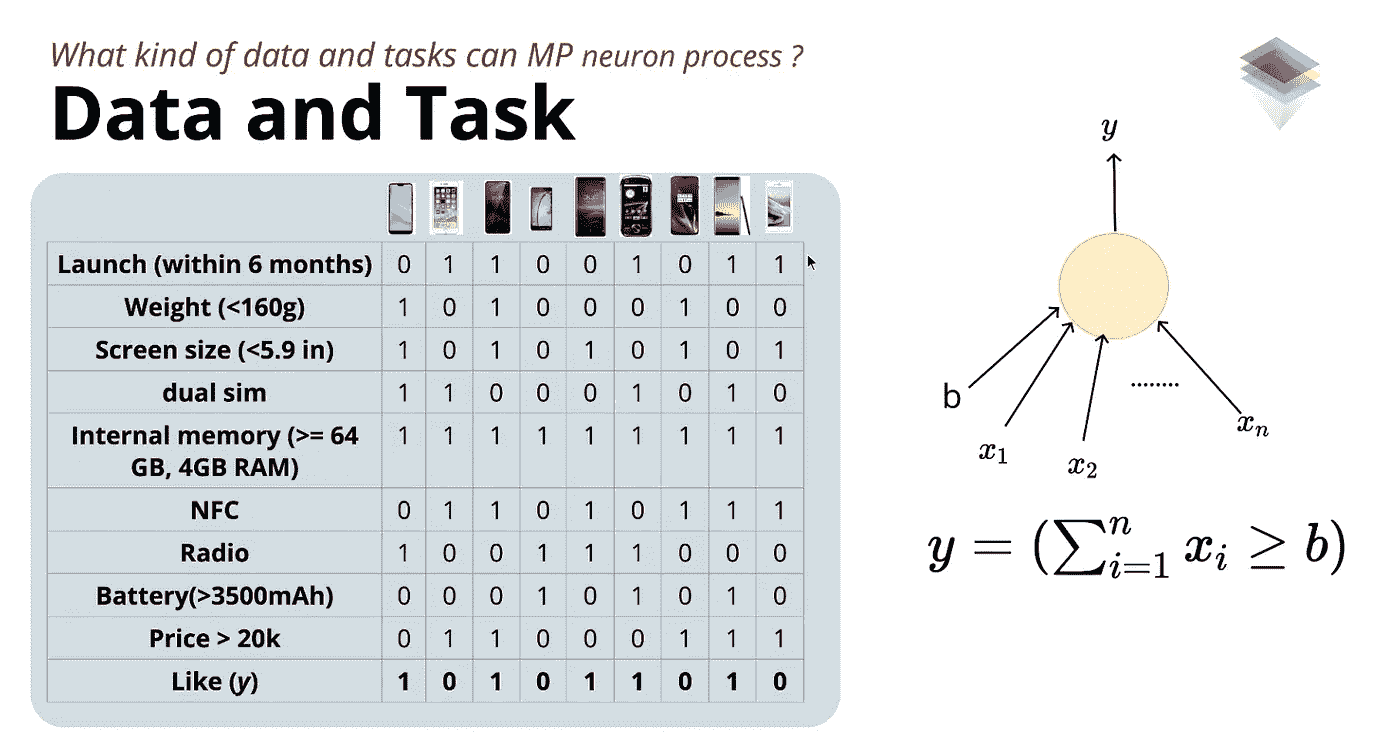 What kind of data and tasks can MP neuron process ?
Data and Task
Launch (within 6 months) 0 1 1 0 0 1 0 1 1
Weight (<160g) 1 0 1 0 0 0 1 0 0
Screen size (<5.9 in) 1 0 1 0 1 0 1 0 1
dual sim 1 1 0 0 0 1 0 1 0
Internal memory (>= 64 1 1 1 1 1 1 1 1 1
GB, 4GB RAM)
NFC 0 1 1 0 1 0 1 1 1
Radio 1 0 0 1 1 1 0 0 0
Battery(>3500mAh) 0 0 0 1 0 1 0 1 0
Price > 20k 0 1 1 0 0 0 1 1 1
Like (y) 1 0 1 0 1 1 0 1 0
y
b
x₁
x₂
........
xₙ
y = (∑ⁿᵢ₌₁ xᵢ ≥ b)